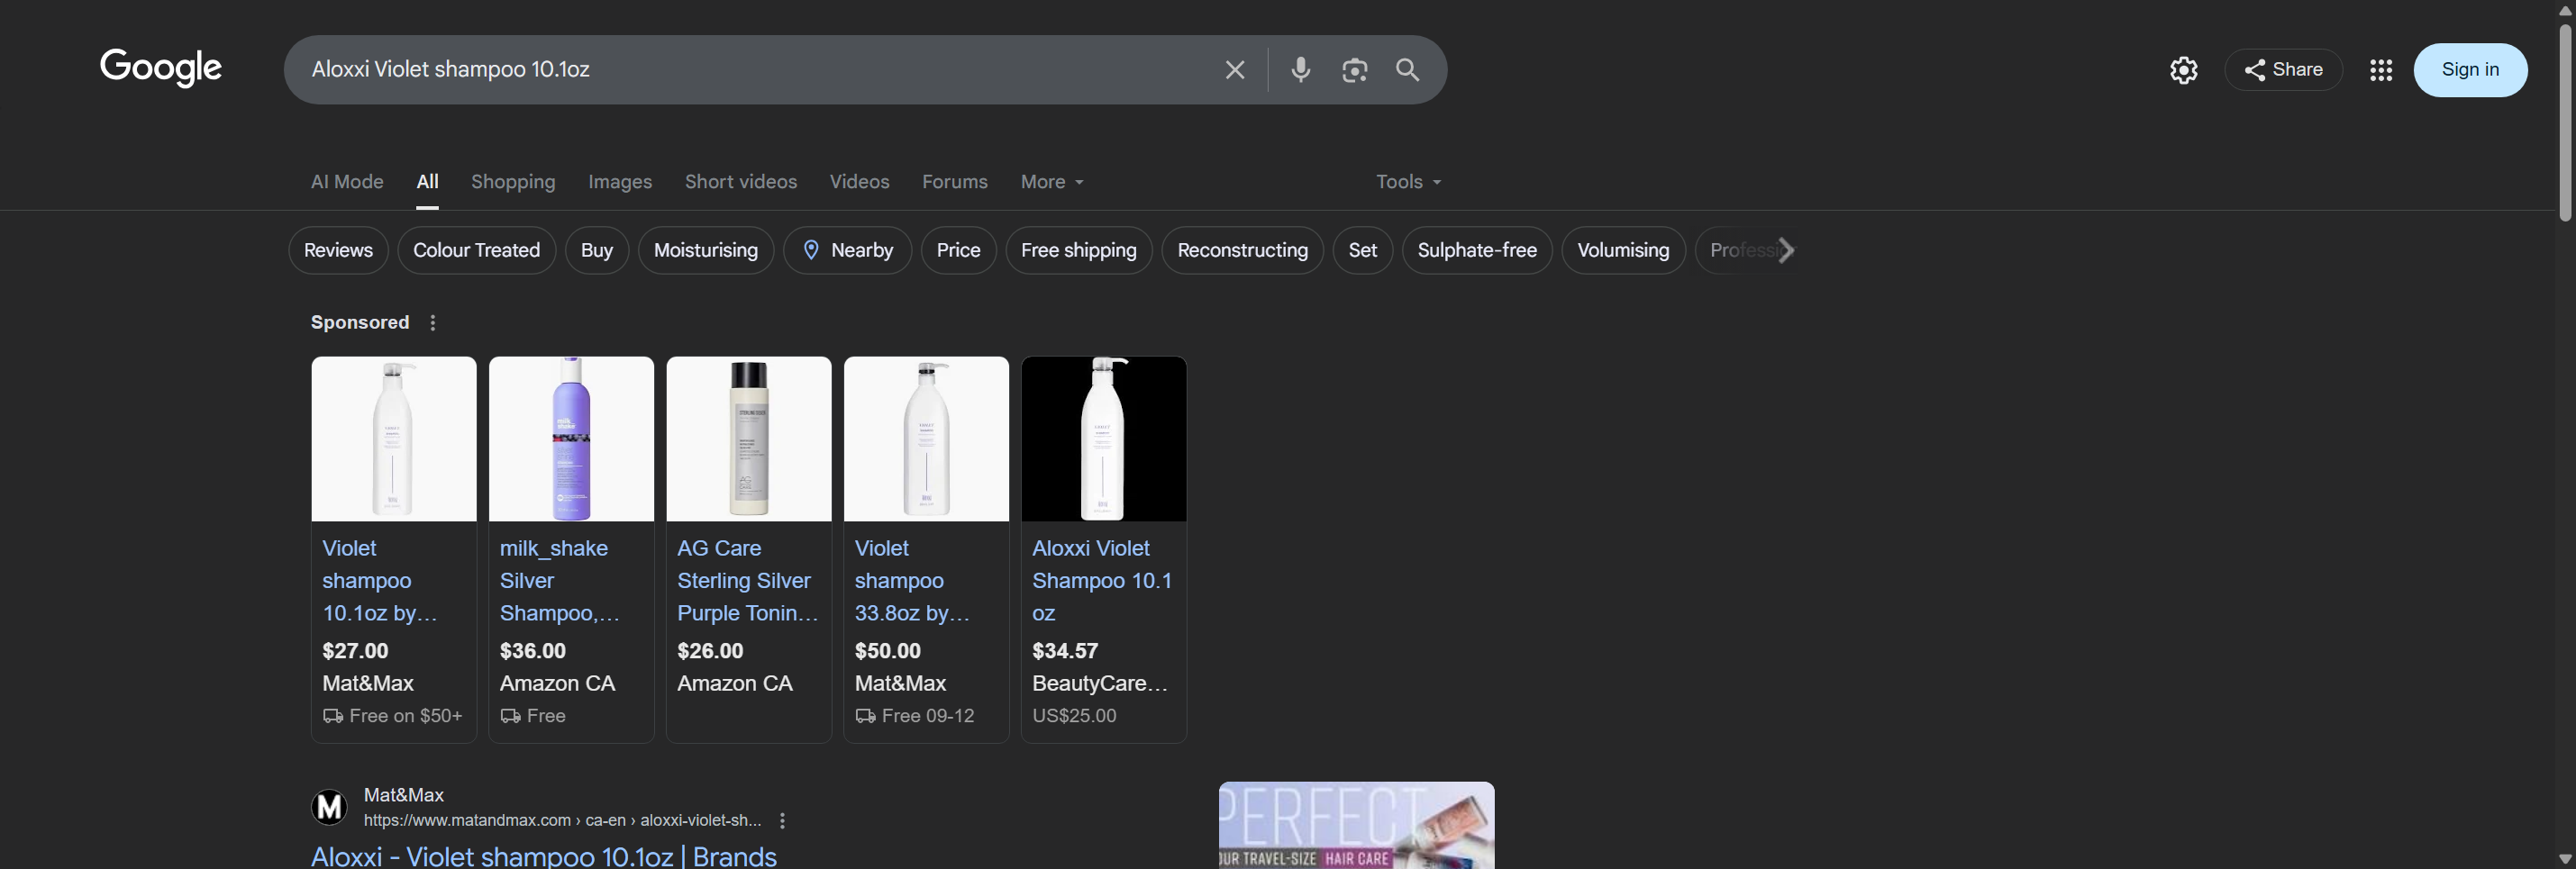 Google
Aloxxi Violet shampoo 10.1oz
Share
Sign in
AI Mode
All
Shopping
Images
Short videos
Videos
Forums
More
Tools
Reviews
Colour Treated
Buy
Moisturising
Nearby
Price
Free shipping
Reconstructing
Set
Sulphate-free
Volumising
Sponsored
Violet
shampoo
10.1oz by...
$27.00
Mat&Max
Free on $50+
milk_shake
Silver
Shampoo,...
$36.00
Amazon CA
Free
AG Care
Sterling Silver
Purple Tonin...
$26.00
Amazon CA
Violet
shampoo
33.8oz by...
$50.00
Mat&Max
Free 09-12
Aloxxi Violet
Shampoo 10.1
oz
$34.57
BeautyCare...
US$25.00
M
Mat&Max
https://www.matandmax.com › ca-en › aloxxi-violet-sh...
Aloxxi - Violet shampoo 10.1oz | Brands
PERFECT
OUR TRAVEL-SIZE HAIR CARE